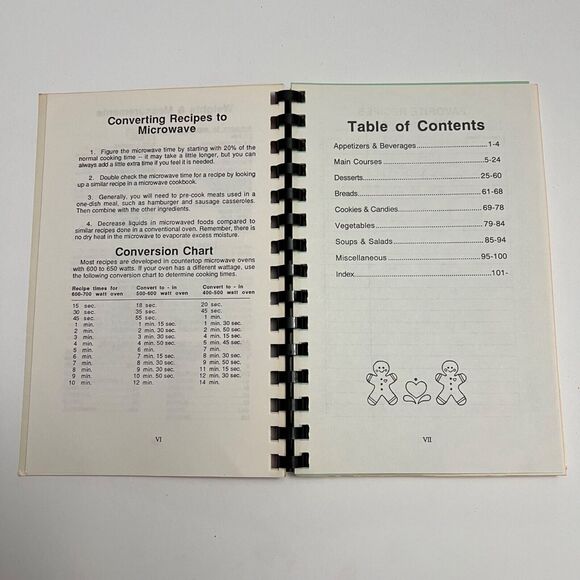 Converting Recipes to
Microwave
1. Figure the microwave time by starting with 20% of the
normal cooking time -- it may take a little longer, but you can
always add a little extra time if you feel it is needed.
2. Double check the microwave time for a recipe by looking
up a similar recipe in a microwave cookbook.
3. Generally, you will need to pre-cook meats used in a
one-dish meal, such as hamburger and sausage casseroles.
Then combine with the other ingredients.
4. Decrease liquids in microwaved foods compared to
similar recipes done in a conventional oven. Remember, there is
no dry heat in the microwave to evaporate excess moisture.
Conversion Chart
Most recipes are developed in countertop microwave ovens
with 600 to 650 watts. If your oven has a different wattage, use
the following conversion chart to determine cooking times.
Recipe times for Convert to - in Convert to - in
600-700 watt oven 500-600 watt oven 400-500 watt oven
15 sec. 18 sec. 20 sec.
30 sec. 35 sec. 45 sec.
45 sec. 55 sec. 1 min.
1 min. 1 min. 15 sec. 1 min. 30 sec.
2 min. 2 min. 30 sec. 2 min. 50 sec.
3 min. 3 min. 30 sec. 4 min. 15 sec.
4 min. 4 min. 50 sec. 5 min. 45 sec.
5 min. 6 min. 7 min.
6 min. 7 min. 15 sec. 8 min. 30 sec.
7 min. 8 min. 30 sec. 9 min. 50 sec.
8 min. 9 min. 30 sec. 11 min. 30 sec.
9 min. 10 min. 50 sec. 12 min. 30 sec.
10 min. 12 min. 14 min.
VI
Table of Contents
Appetizers & Beverages 1-4
Main Courses 5-24
Desserts 25-60
Breads 61-68
Cookies & Candies 69-78
Vegetables 79-84
Soups & Salads 85-94
Miscellaneous 95-100
Index 101-
VII